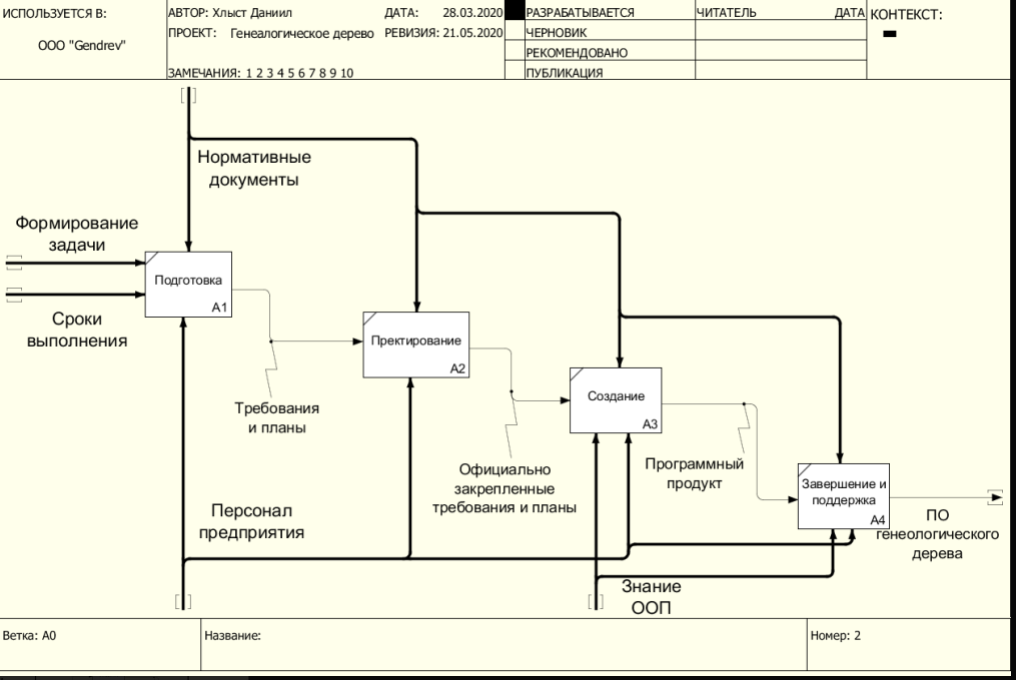 ИСПОЛЬЗУЕТСЯ В:
ООО "Gendrev"
АВТОР: Хлыст Даниил
ДАТА: 28.03.2020
ПРОЕКТ: Генеалогическое дерево
РЕВИЗИЯ: 21.05.2020
ЗАМЕЧАНИЯ: 1 2 3 4 5 6 7 8 9 10
РАЗРАБАТЫВАЕТСЯ
ЧЕРНОВИК
РЕКОМЕНДОВАНО
ПУБЛИКАЦИЯ
ЧИТАТЕЛЬ
ДАТА
КОНТЕКСТ:
Нормативные
документы
Формирование
задачи
Сроки
выполнения
Подготовка
A1
Пректирование
A2
Создание
A3
Завершение и
поддержка
A4
Требования
и планы
Официально
закрепленные
требования и планы
Программный
продукт
ПО
генеологического
дерева
Персонал
предприятия
Знание
ООП
Ветка: A0
Название:
Номер: 2